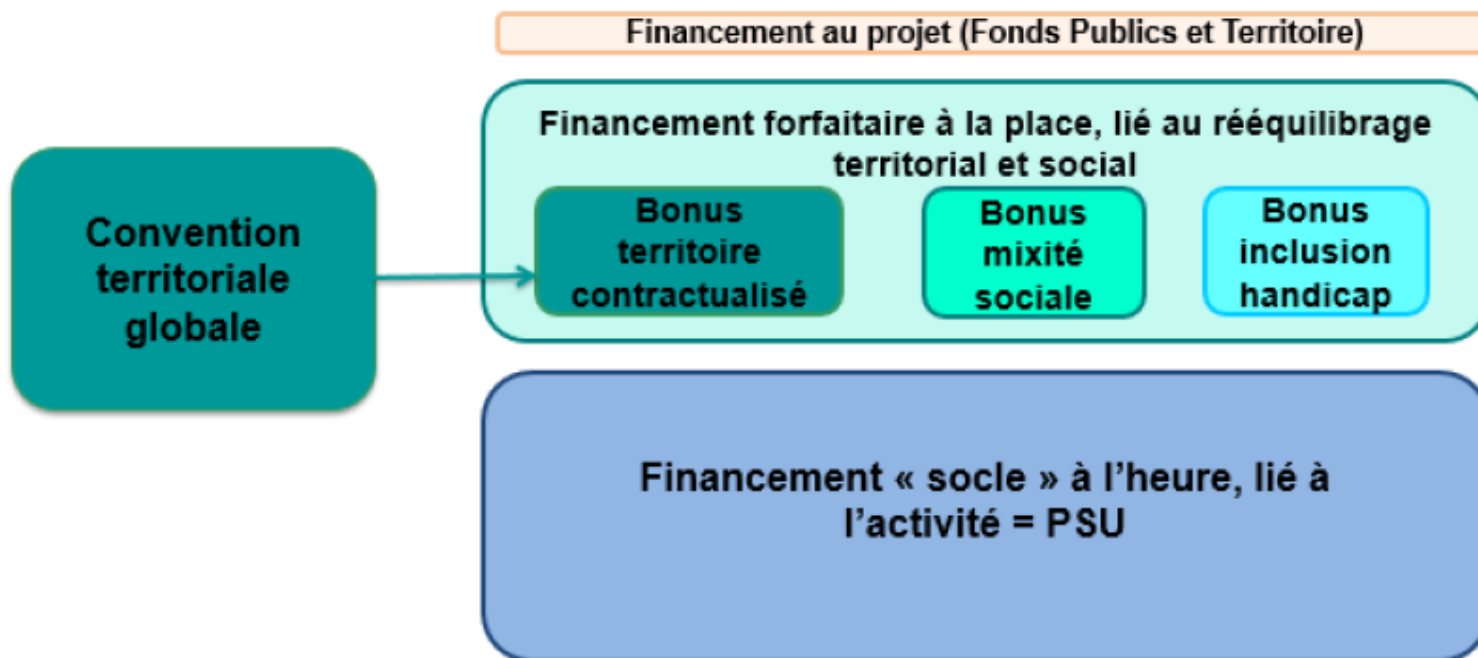 Financement au projet (Fonds Publics et Territoire)
Financement forfaitaire à la place, lié au rééquilibrage
territorial et social
Convention
territoriale
globale
Bonus
territoire
contractualisé
Bonus
mixité
sociale
Bonus
inclusion
handicap
Financement « socle » à l'heure, lié à
l'activité = PSU